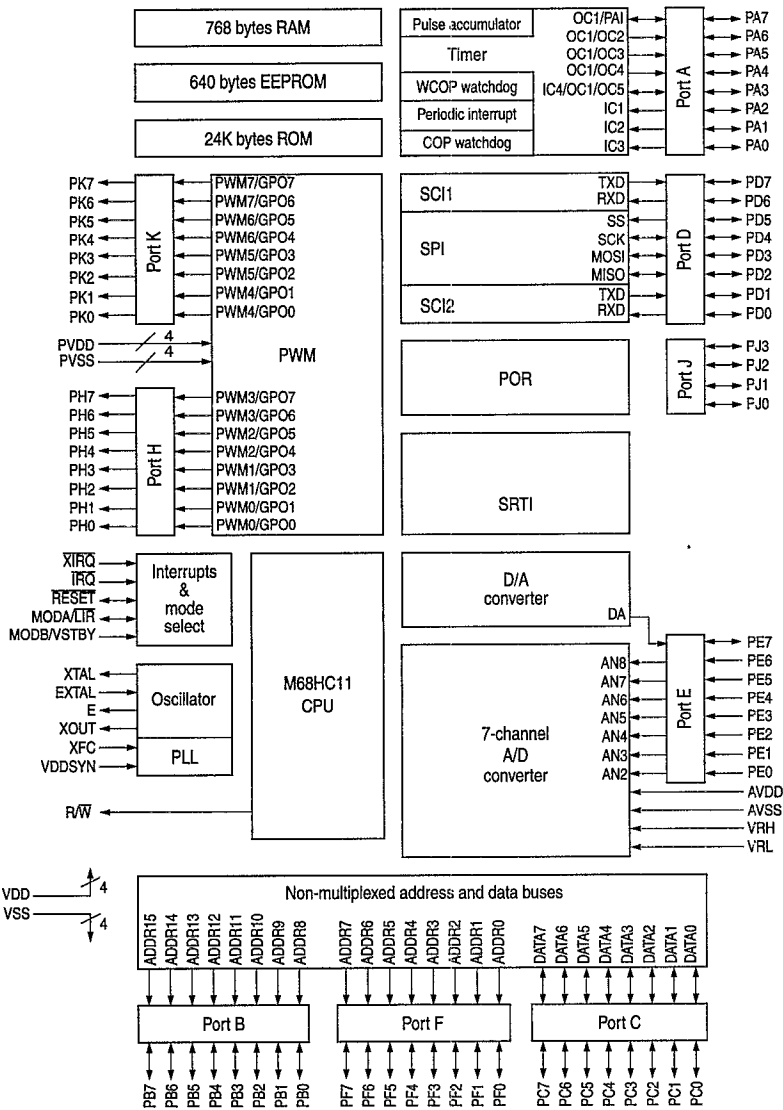 768 bytes RAM
640 bytes EEPROM
24K bytes ROM
Pulse accumulator
Timer
WCOP watchdog
Periodic interrupt
COP watchdog
OC1/PAI
OC1/OC2
OC1/OC3
OC1/OC4
IC4/OC1/OC5
IC1
IC2
IC3
Port A
PA7
PA6
PA5
PA4
PA3
PA2
PA1
PA0
PK7
PK6
PK5
PK4
PK3
PK2
PK1
PK0
Port K
PWM7/GPO7
PWM7/GPO6
PWM6/GPO5
PWM6/GPO4
PWM5/GPO3
PWM5/GPO2
PWM4/GPO1
PWM4/GPO0
PVDD
4
PVSS
4
PWM
PH7
PH6
PH5
PH4
PH3
PH2
PH1
PH0
Port H
PWM3/GPO7
PWM3/GPO6
PWM2/GPO5
PWM2/GPO4
PWM1/GPO3
PWM1/GPO2
PWM0/GPO1
PWM0/GPO0
SCI1
SPI
SCI2
TXD
RXD
SS
SCK
MOSI
MISO
TXD
RXD
Port D
PD7
PD6
PD5
PD4
PD3
PD2
PD1
PD0
POR
Port J
PJ3
PJ2
PJ1
PJ0
SRTI
XIRQ
IRQ
RESET
MODA/LIR
MODB/VSTBY
Interrupts
&
mode
select
XTAL
EXTAL
E
XOUT
XFC
VDDSYN
Oscillator
PLL
R/W
M68HC11
CPU
D/A
converter
DA
7-channel
A/D
converter
AN8
AN7
AN6
AN5
AN4
AN3
AN2
Port E
PE7
PE6
PE5
PE4
PE3
PE2
PE1
PE0
AVDD
AVSS
VRH
VRL
VDD
4
VSS
4
Non-multiplexed address and data buses
ADDR15
ADDR14
ADDR13
ADDR12
ADDR11
ADDR10
ADDR9
ADDR8
ADDR7
ADDR6
ADDR5
ADDR4
ADDR3
ADDR2
ADDR1
ADDR0
DATA7
DATA6
DATA5
DATA4
DATA3
DATA2
DATA1
DATA0
Port B
Port F
Port C
PB7
PB6
PB5
PB4
PB3
PB2
PB1
PB0
PF7
PF6
PF5
PF4
PF3
PF2
PF1
PF0
PC7
PC6
PC5
PC4
PC3
PC2
PC1
PC0